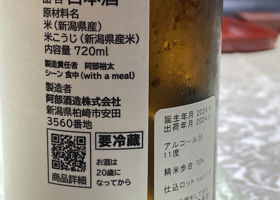 日本酒
原材料名
米(新潟県産)
米こうじ(新潟県産米)
内容量 720ml
製造責任者 阿部裕太
シーン 食中(with a meal)
製造者
阿部酒造株式会社
新潟県柏崎市安田
3560番地
要冷蔵
お酒は
20歳に
なってから
商品詳細
誕生年月 2024.
出荷年月 2024.
アルコール分
11度
精米歩合 70%
仕込ロット